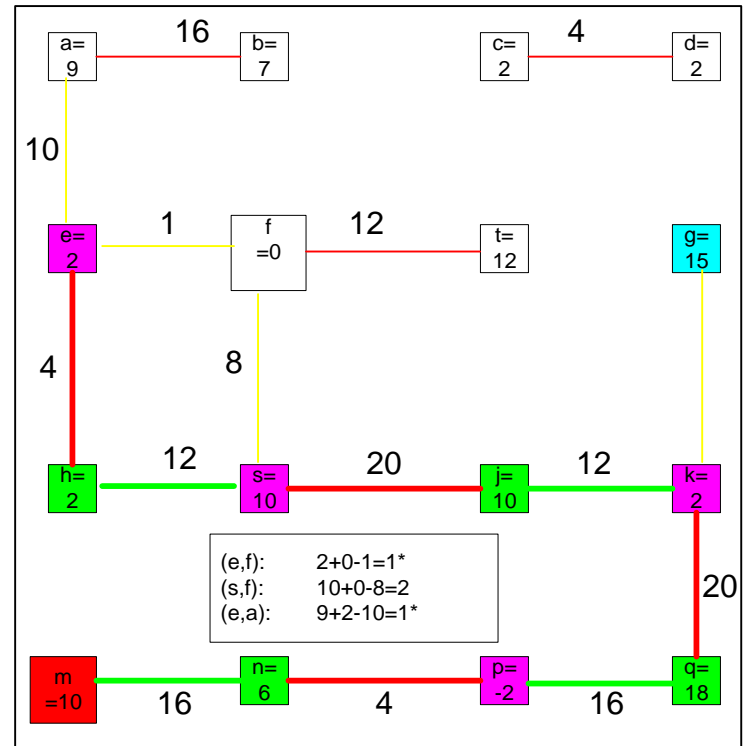 16
a=
9
b=
7
4
c=
2
d=
2
10
1
12
e=
2
f
=0
t=
12
g=
15
4
8
12
20
12
h=
2
s=
10
j=
10
k=
2
(e,f): 2+0-1=1*
(s,f): 10+0-8=2
(e,a): 9+2-10=1*
20
m
=10
n=
6
p=
-2
q=
18
16
4
16